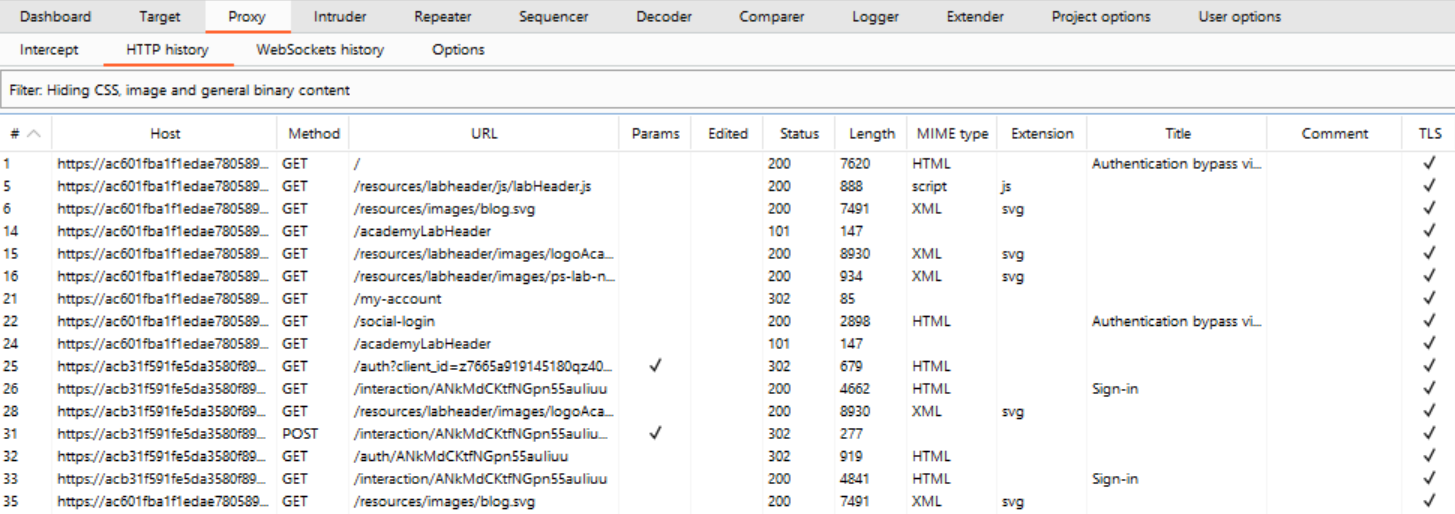 Dashboard Target Proxy Intruder Repeater Sequencer Decoder Comparer Logger Extender Project options User options
Intercept HTTP history WebSockets history Options
Filter: Hiding CSS, image and general binary content
# Host Method URL Params Edited Status Length MIME type Extension Title Comment TLS
1 https://ac601fba1f1edae780589... GET / 200 7620 HTML Authentication bypass vi... ✓
5 https://ac601fba1f1edae780589... GET /resources/labheader/js/labHeader.js 200 888 script js ✓
6 https://ac601fba1f1edae780589... GET /resources/images/blog.svg 200 7491 XML svg ✓
14 https://ac601fba1f1edae780589... GET /academyLabHeader 101 147 ✓
15 https://ac601fba1f1edae780589... GET /resources/labheader/images/logoAca... 200 8930 XML svg ✓
16 https://ac601fba1f1edae780589... GET /resources/labheader/images/ps-lab-n... 200 934 XML svg ✓
21 https://ac601fba1f1edae780589... GET /my-account 302 85 ✓
22 https://ac601fba1f1edae780589... GET /social-login 200 2898 HTML Authentication bypass vi... ✓
24 https://ac601fba1f1edae780589... GET /academyLabHeader 101 147 ✓
25 https://acb31f591fe5da3580f89... GET /auth?client_id=z7665a919145180qz40... ✓ 302 679 HTML ✓
26 https://acb31f591fe5da3580f89... GET /interaction/ANkMdCKtfNGpn55auIiuu 200 4662 HTML Sign-in ✓
28 https://acb31f591fe5da3580f89... GET /resources/labheader/images/logoAca... 200 8930 XML svg ✓
31 https://acb31f591fe5da3580f89... POST /interaction/ANkMdCKtfNGpn55auIiu... ✓ 302 277 ✓
32 https://acb31f591fe5da3580f89... GET /auth/ANkMdCKtfNGpn55auIiuu 302 919 HTML ✓
33 https://acb31f591fe5da3580f89... GET /interaction/ANkMdCKtfNGpn55auIiuu 200 4841 HTML Sign-in ✓
35 https://ac601fba1f1edae780589... GET /resources/images/blog.svg 200 7491 XML svg ✓